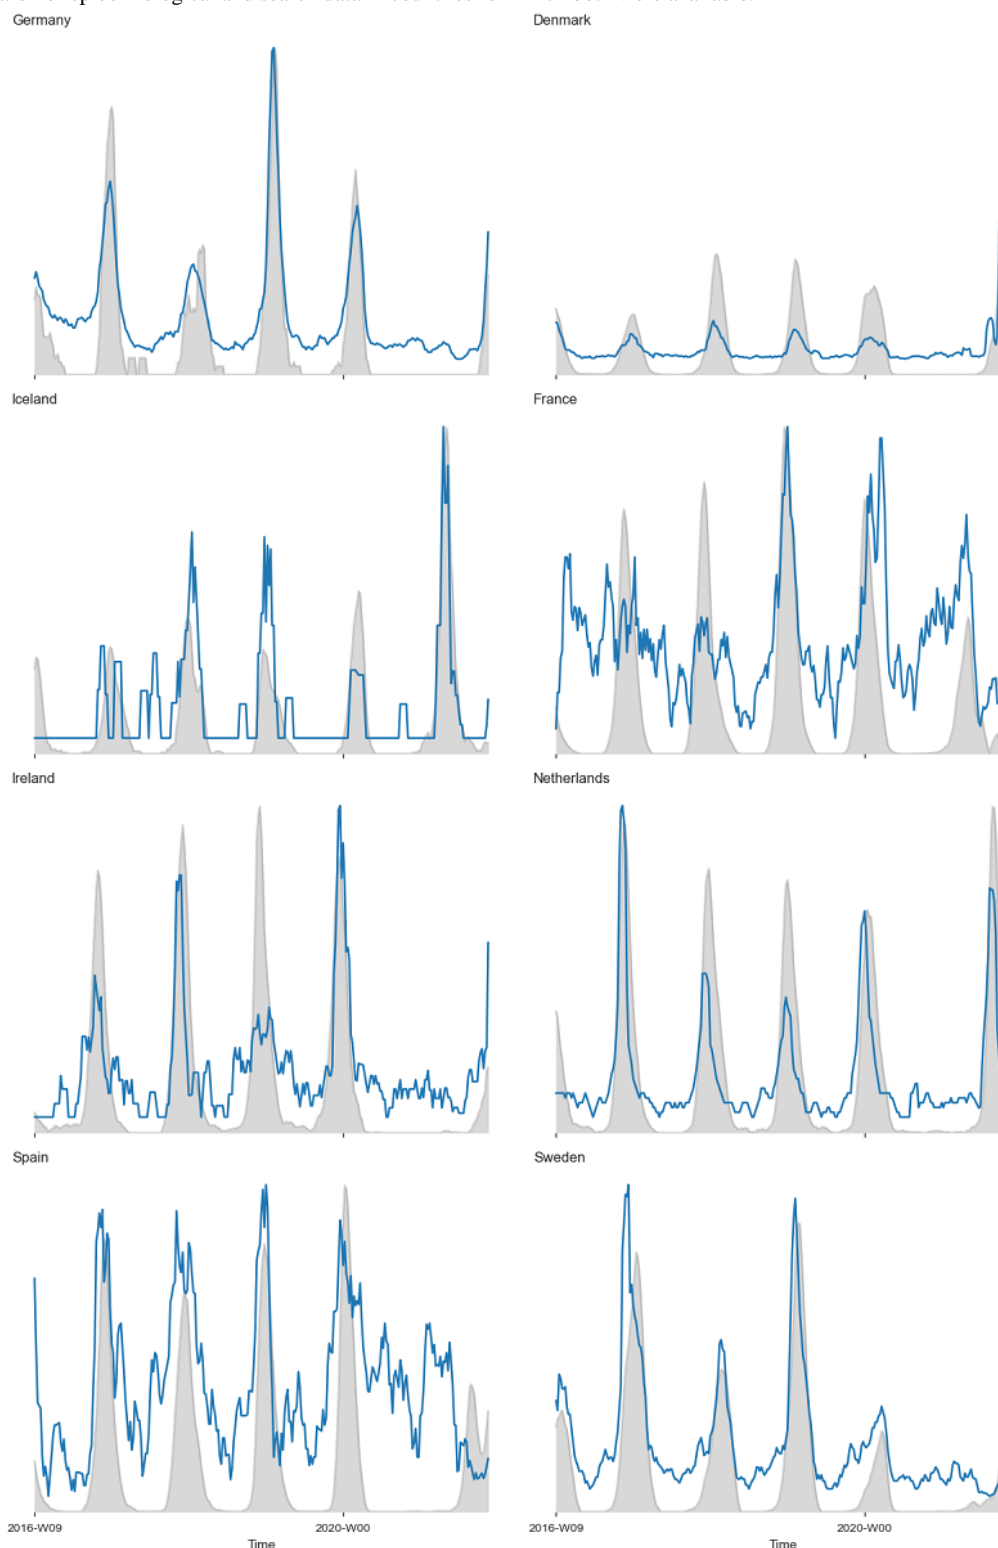 Germany
Denmark
Iceland
France
Ireland
Netherlands
Spain
Sweden
2016-W09
2020-W00
2016-W09
2020-W00
Time
Time